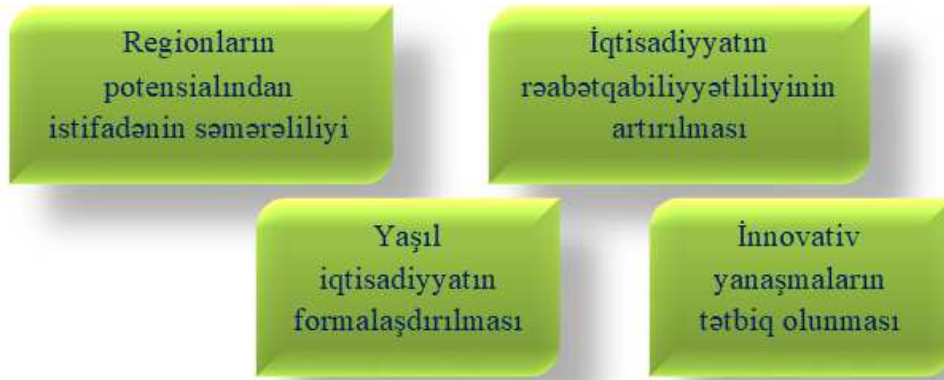 Regionların
potensialından
istifadənin səmərəliliyi
İqtisadiyyatın
rəabətqabiliyyətliliyinin
artırılması
Yaşıl
iqtisadiyyatın
formalaşdırılması
İnnovativ
yanaşmaların
tətbiq olunması